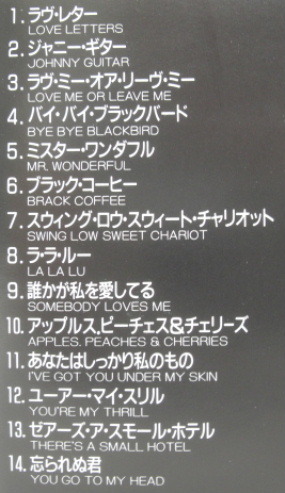 1. ラヴ・レター
LOVE LETTERS
2. ジャニー・ギター
JOHNNY GUITAR
3. ラヴ・ミー・オア・リーヴ・ミー
LOVE ME OR LEAVE ME
4. バイ・バイ・ブラックバード
BYE BYE BLACKBIRD
5. ミスター・ワンダフル
MR. WONDERFUL
6. ブラック・コーヒー
BRACK COFFEE
7. スウィング・ロウ・スウィート・チャリオット
SWING LOW SWEET CHARIOT
8. ラ・ラ・ルー
LA LA LU
9. 誰かが私を愛してる
SOMEBODY LOVES ME
10. アップルス,ピーチェス&チェリーズ
APPLES, PEACHES & CHERRIES
11. あなたはしっかり私のもの
I'VE GOT YOU UNDER MY SKIN
12. ユーアー・マイ・スリル
YOU'RE MY THRILL
13. ゼアーズ・ア・スモール・ホテル
THERE'S A SMALL HOTEL
14. 忘られぬ君
YOU GO TO MY HEAD